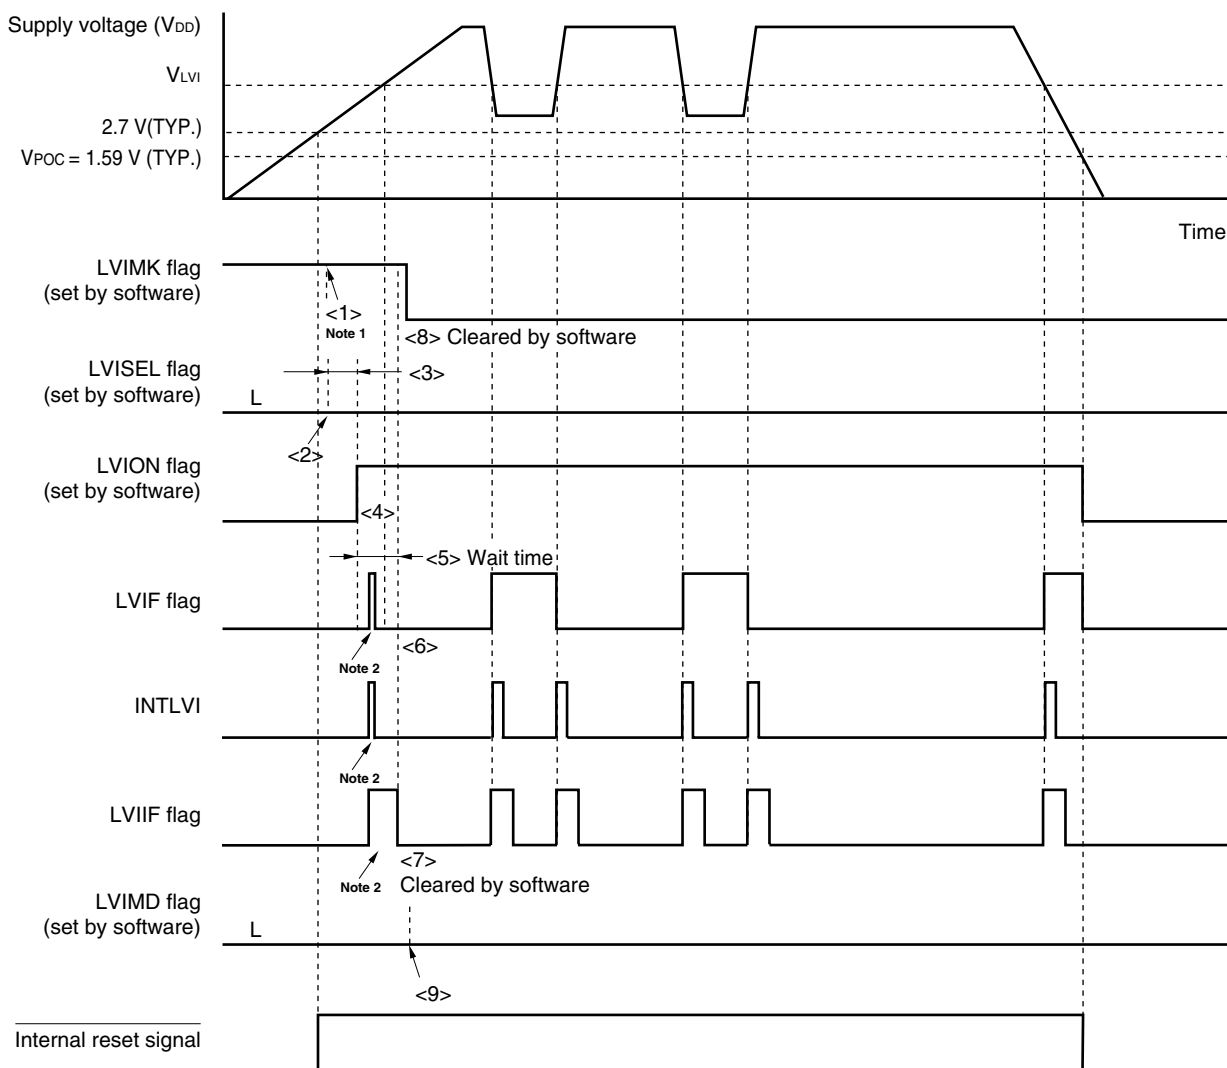 Supply voltage (VDD)
VLVI
2.7 V(TYP.)
VPOC = 1.59 V (TYP.)
Time
LVIMK flag
(set by software)
<1>
Note 1
<8> Cleared by software
LVISEL flag
(set by software)
<3>
L
<2>
LVION flag
(set by software)
<4>
<5> Wait time
LVIF flag
<6>
Note 2
INTLVI
Note 2
LVIIF flag
<7>
Cleared by software
Note 2
LVIMD flag
(set by software)
L
<9>
Internal reset signal